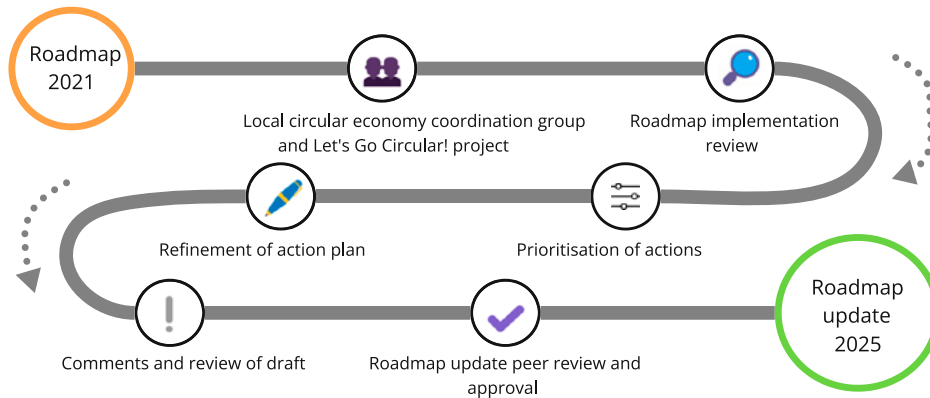 Roadmap
2021
Local circular economy coordination group
and Let's Go Circular! project
Roadmap implementation
review
Prioritisation of actions
Refinement of action plan
Comments and review of draft
Roadmap update peer review and
approval
Roadmap
update
2025